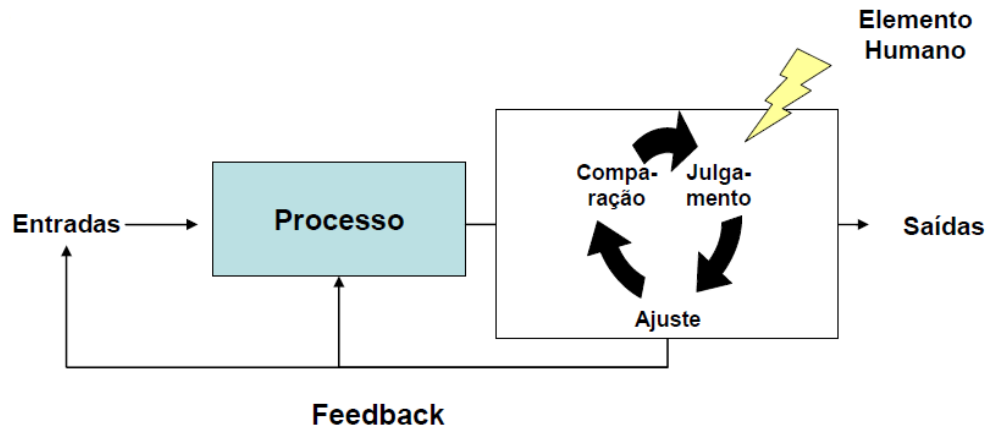 Elemento
Humano
Compa-
ração
Julga-
mento
Entradas
Processo
Saídas
Ajuste
Feedback